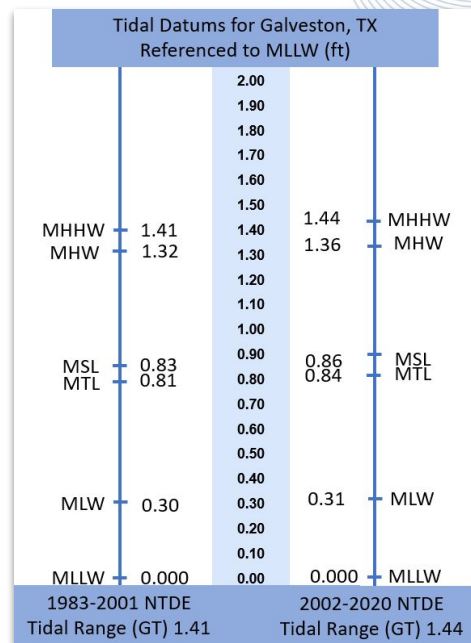 Tidal Datums for Galveston, TX
Referenced to MLLW (ft)
2.00
1.90
1.80
1.70
1.60
1.50
1.40
1.30
1.20
1.10
1.00
0.90
0.80
0.70
0.60
0.50
0.40
0.30
0.20
0.10
0.00
MHHW 1.41
MHW 1.32
MSL 0.83
MTL 0.81
MLW 0.30
MLLW 0.000
1983-2001 NTDE
Tidal Range (GT) 1.41
1.44 MHHW
1.36 MHW
0.86 MSL
0.84 MTL
0.31 MLW
0.000 MLLW
2002-2020 NTDE
Tidal Range (GT) 1.44